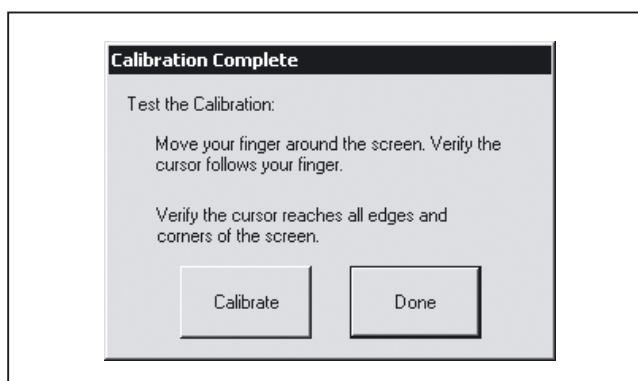 Calibration Complete
Test the Calibration:
Move your finger around the screen. Verify the
cursor follows your finger.
Verify the cursor reaches all edges and
corners of the screen.
Calibrate
Done